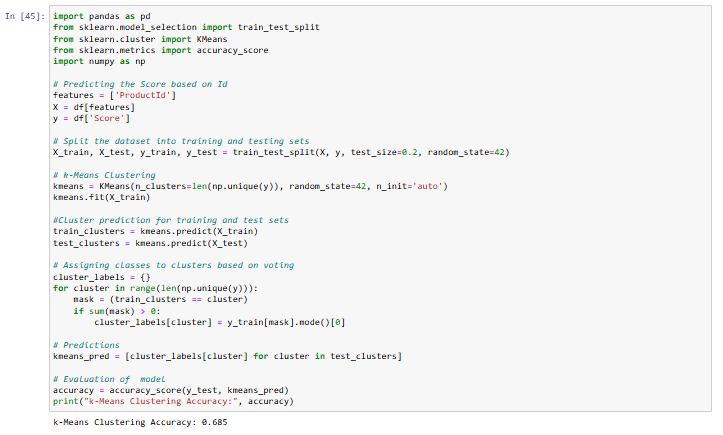 In [45]: import pandas as pd
from sklearn.model_selection import train_test_split
from sklearn.cluster import KMeans
from sklearn.metrics import accuracy_score
import numpy as np

# Predicting the Score based on Id
features = ['ProductId']
X = df[features]
y = df['Score']

# Split the dataset into training and testing sets
X_train, X_test, y_train, y_test = train_test_split(X, y, test_size=0.2, random_state=42)

# k-Means Clustering
kmeans = KMeans(n_clusters=len(np.unique(y)), random_state=42, n_init='auto')
kmeans.fit(X_train)

#Cluster prediction for training and test sets
train_clusters = kmeans.predict(X_train)
test_clusters = kmeans.predict(X_test)

# Assigning classes to clusters based on voting
cluster_labels = {}
for cluster in range(len(np.unique(y))):
    mask = (train_clusters == cluster)
    if sum(mask) > 0:
        cluster_labels[cluster] = y_train[mask].mode()[0]

# Predictions
kmeans_pred = [cluster_labels[cluster] for cluster in test_clusters]

# Evaluation of  model
accuracy = accuracy_score(y_test, kmeans_pred)
print("k-Means Clustering Accuracy:", accuracy)

k-Means Clustering Accuracy: 0.685